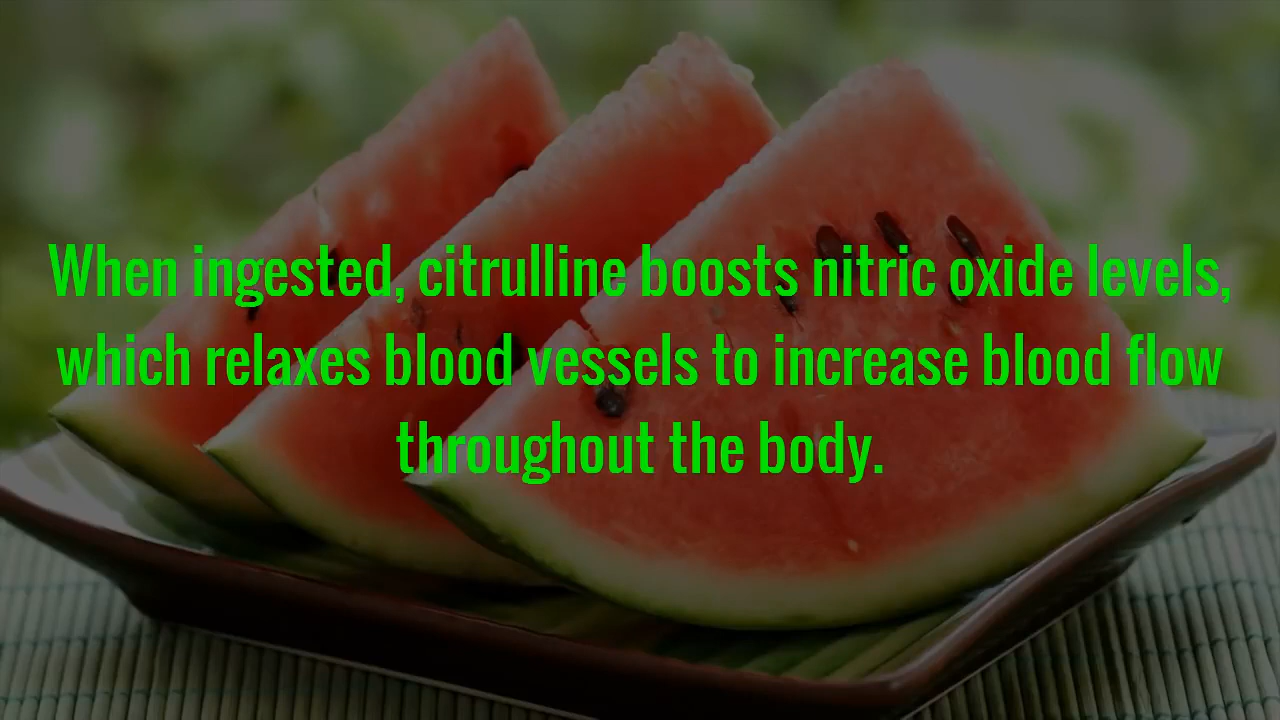 When ingested, citrulline boosts nitric oxide levels,
which relaxes blood vessels to increase blood flow
throughout the body.